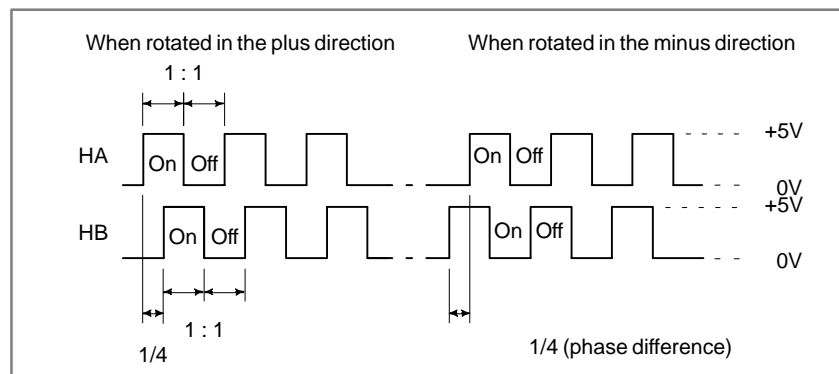 When rotated in the plus direction
When rotated in the minus direction
1 : 1
HA
On
Off
On
Off
+5V
0V
HB
On
Off
On
Off
+5V
0V
1 : 1
1/4
1/4 (phase difference)